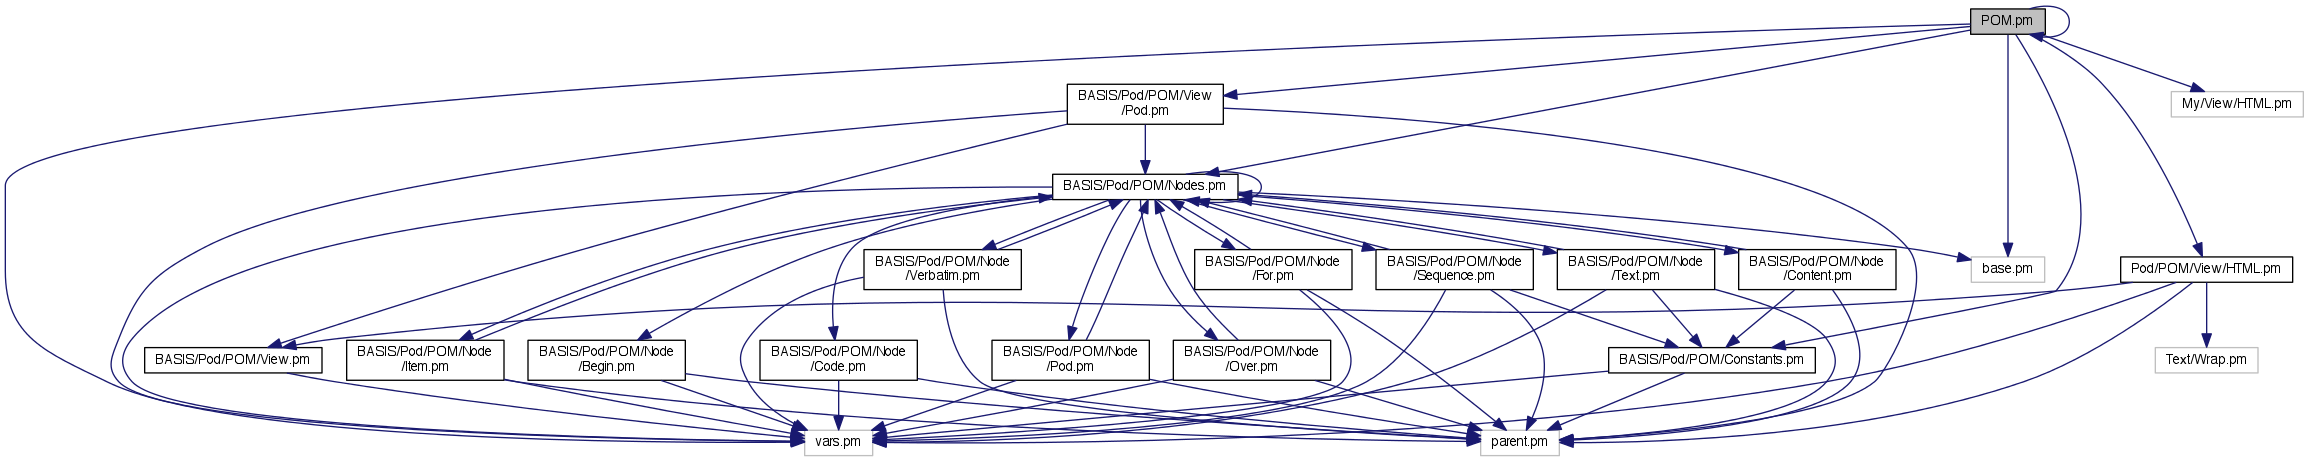 POM.pm
BASIS/Pod/POM/View
/Pod.pm
My/View/HTML.pm
BASIS/Pod/POM/Nodes.pm
BASIS/Pod/POM/Node
/Verbatim.pm
BASIS/Pod/POM/Node
/For.pm
BASIS/Pod/POM/Node
/Sequence.pm
BASIS/Pod/POM/Node
/Text.pm
BASIS/Pod/POM/Node
/Content.pm
base.pm
Pod/POM/View/HTML.pm
BASIS/Pod/POM/View.pm
BASIS/Pod/POM/Node
/Item.pm
BASIS/Pod/POM/Node
/Begin.pm
BASIS/Pod/POM/Node
/Code.pm
BASIS/Pod/POM/Node
/Pod.pm
BASIS/Pod/POM/Node
/Over.pm
BASIS/Pod/POM/Constants.pm
Text/Wrap.pm
vars.pm
parent.pm